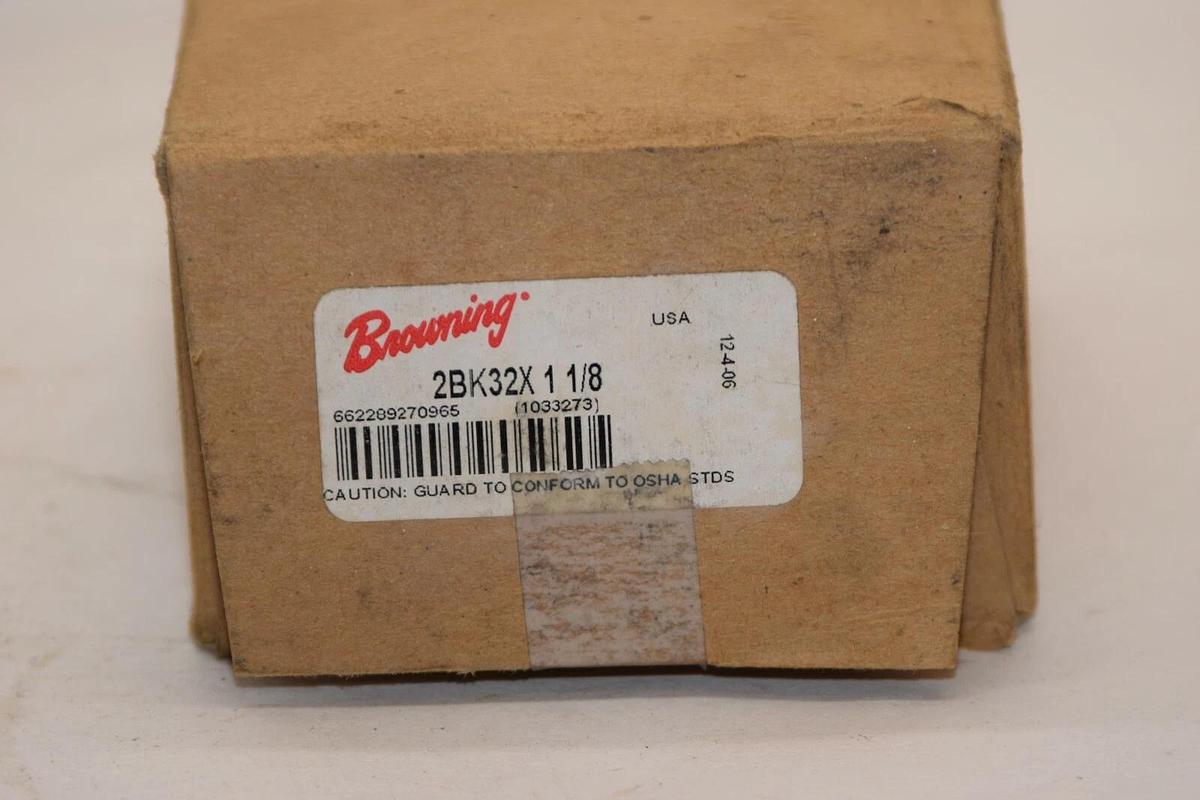 Browning
USA
12-4-06
2BK32X 1 1/8
662289270965 (1033273)
CAUTION: GUARD TO CONFORM TO OSHA STDS